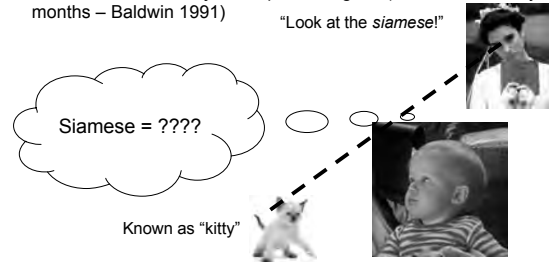 months – Baldwin 1991)
"Look at the siamese!"
Siamese = ????
Known as "kitty"